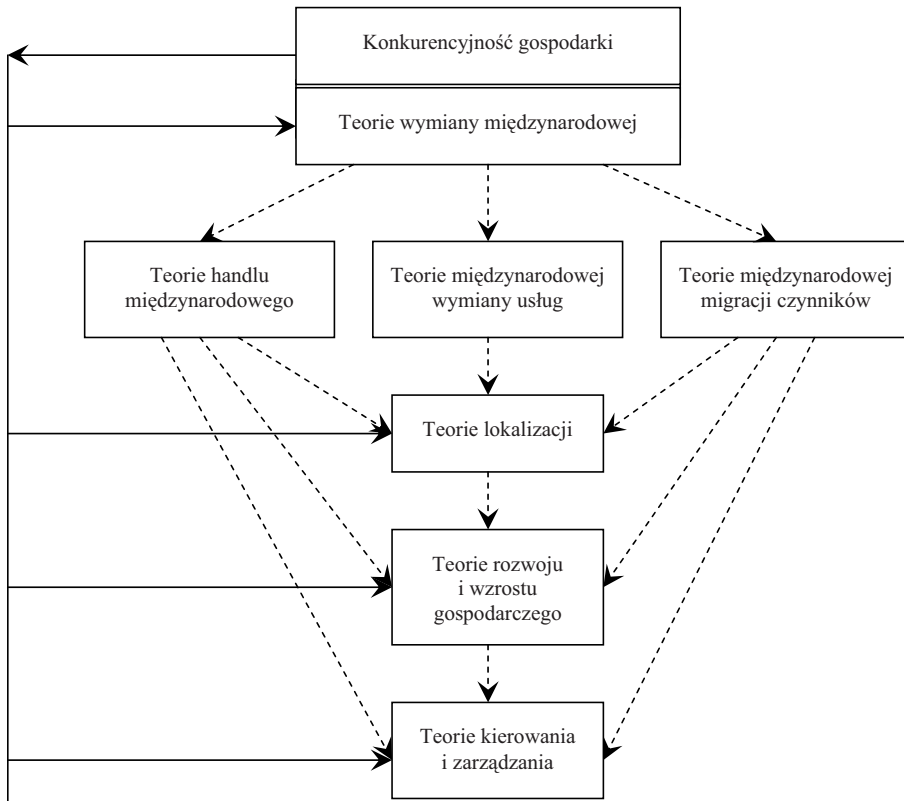 Konkurencyjność gospodarki
Teorie wymiany międzynarodowej
Teorie handlu
międzynarodowego
Teorie międzynarodowej
wymiany usług
Teorie międzynarodowej
migracji czynników
Teorie lokalizacji
Teorie rozwoju
i wzrostu
gospodarczego
Teorie kierowania
i zarządzania